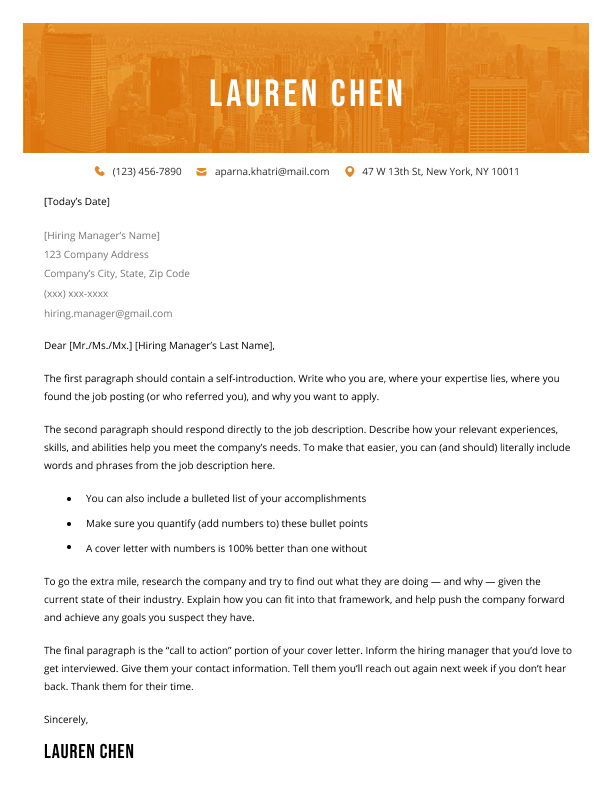 LAUREN CHEN
(123) 456-7890 aparna.khatri@mail.com 47 W 13th St, New York, NY 10011
[Today’s Date]
[Hiring Manager’s Name]
123 Company Address
Company’s City, State, Zip Code
(xxx) xxx-xxxx
hiring.manager@gmail.com
Dear [Mr./Ms./Mx.] [Hiring Manager’s Last Name],
The first paragraph should contain a self-introduction. Write who you are, where your expertise lies, where you
found the job posting (or who referred you), and why you want to apply.
The second paragraph should respond directly to the job description. Describe how your relevant experiences,
skills, and abilities help you meet the company’s needs. To make that easier, you can (and should) literally include
words and phrases from the job description here.
• You can also include a bulleted list of your accomplishments
• Make sure you quantify (add numbers to) these bullet points
• A cover letter with numbers is 100% better than one without
To go the extra mile, research the company and try to find out what they are doing — and why — given the
current state of their industry. Explain how you can fit into that framework, and help push the company forward
and achieve any goals you suspect they have.
The final paragraph is the “call to action” portion of your cover letter. Inform the hiring manager that you’d love to
get interviewed. Give them your contact information. Tell them you’ll reach out again next week if you don’t hear
back. Thank them for their time.
Sincerely,
LAUREN CHEN